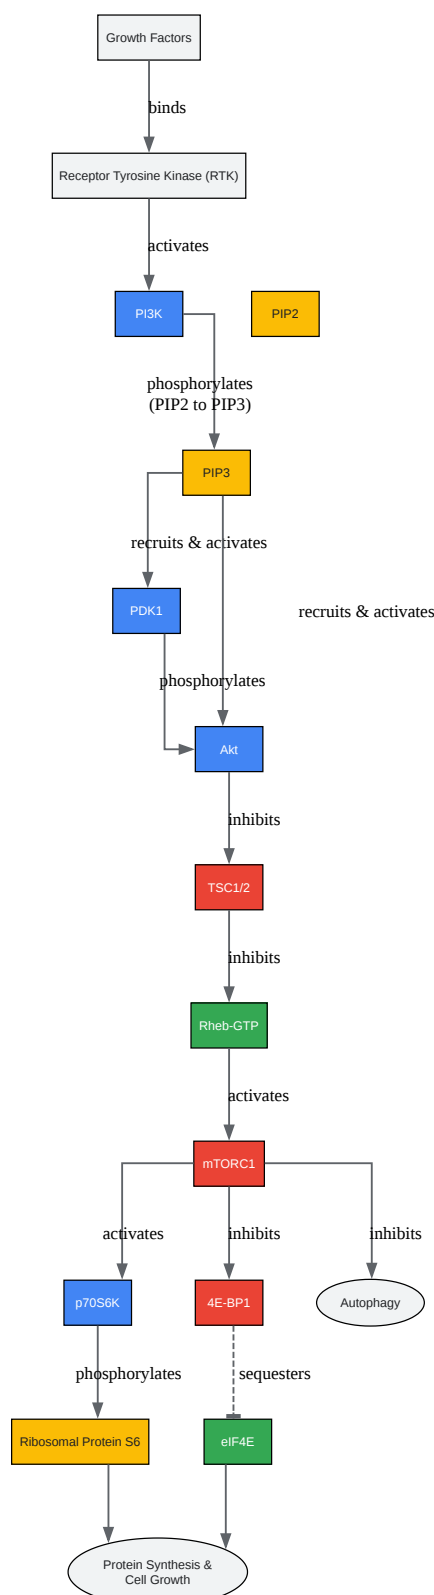 Growth Factors
binds
Receptor Tyrosine Kinase (RTK)
activates
PI3K
PIP2
phosphorylates
(PIP2 to PIP3)
PIP3
recruits & activates
PDK1
recruits & activates
phosphorylates
Akt
inhibits
TSC1/2
inhibits
Rheb-GTP
activates
mTORC1
activates
inhibits
inhibits
p70S6K
4E-BP1
Autophagy
phosphorylates
sequesters
Ribosomal Protein S6
eIF4E
Protein Synthesis &
Cell Growth